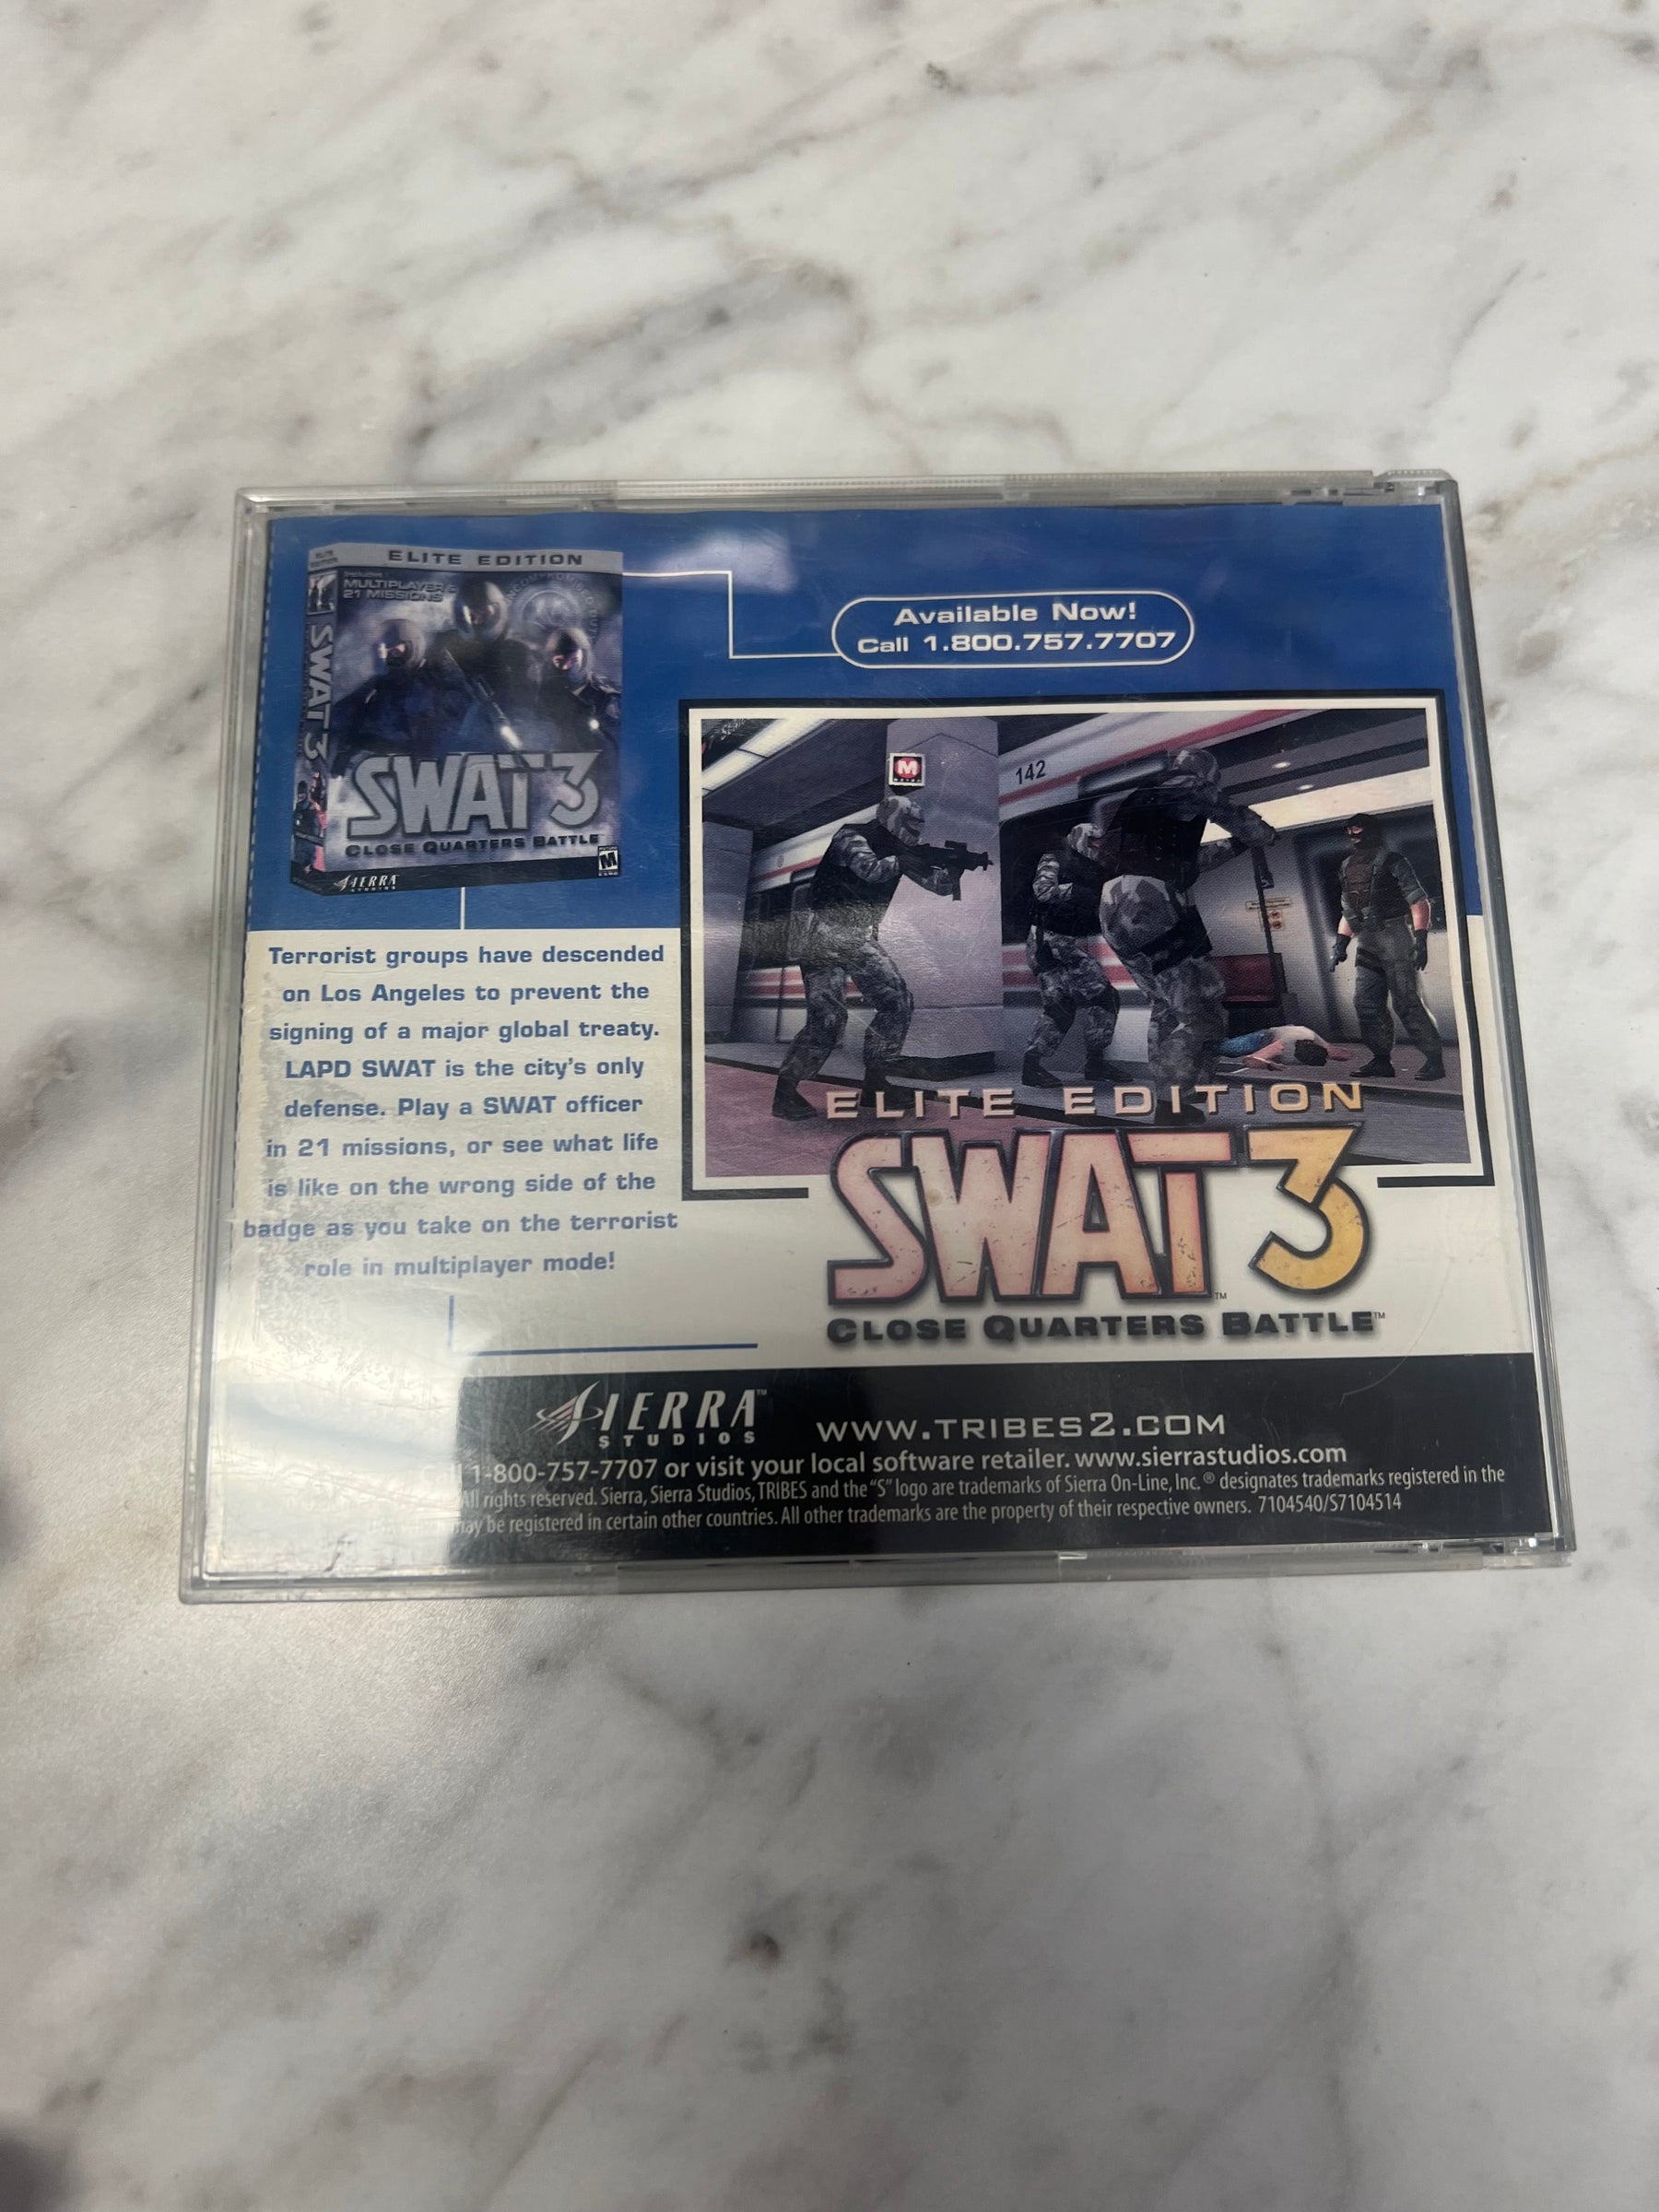 ELITE EDITION
MULTIPLAYER &
21 MISSIONS
SWAT 3
SWAT 3
CLOSE QUARTERS BATTLE
SIERRA
STUDIOS
M
Available Now!
Call 1.800.757.7707
M
142
Terrorist groups have descended
on Los Angeles to prevent the
signing of a major global treaty.
LAPD SWAT is the city's only
defense. Play a SWAT officer
in 21 missions, or see what life
is like on the wrong side of the
badge as you take on the terrorist
role in multiplayer mode!
ELITE EDITION
SWAT 3™
CLOSE QUARTERS BATTLE™
SIERRA™
STUDIOS
WWW.TRIBES2.COM
Call 1-800-757-7707 or visit your local software retailer. www.sierrastudios.com
All rights reserved. Sierra, Sierra Studios, TRIBES and the "S" logo are trademarks of Sierra On-Line, Inc. ® designates trademarks registered in the
may be registered in certain other countries. All other trademarks are the property of their respective owners. 7104540/S7104514